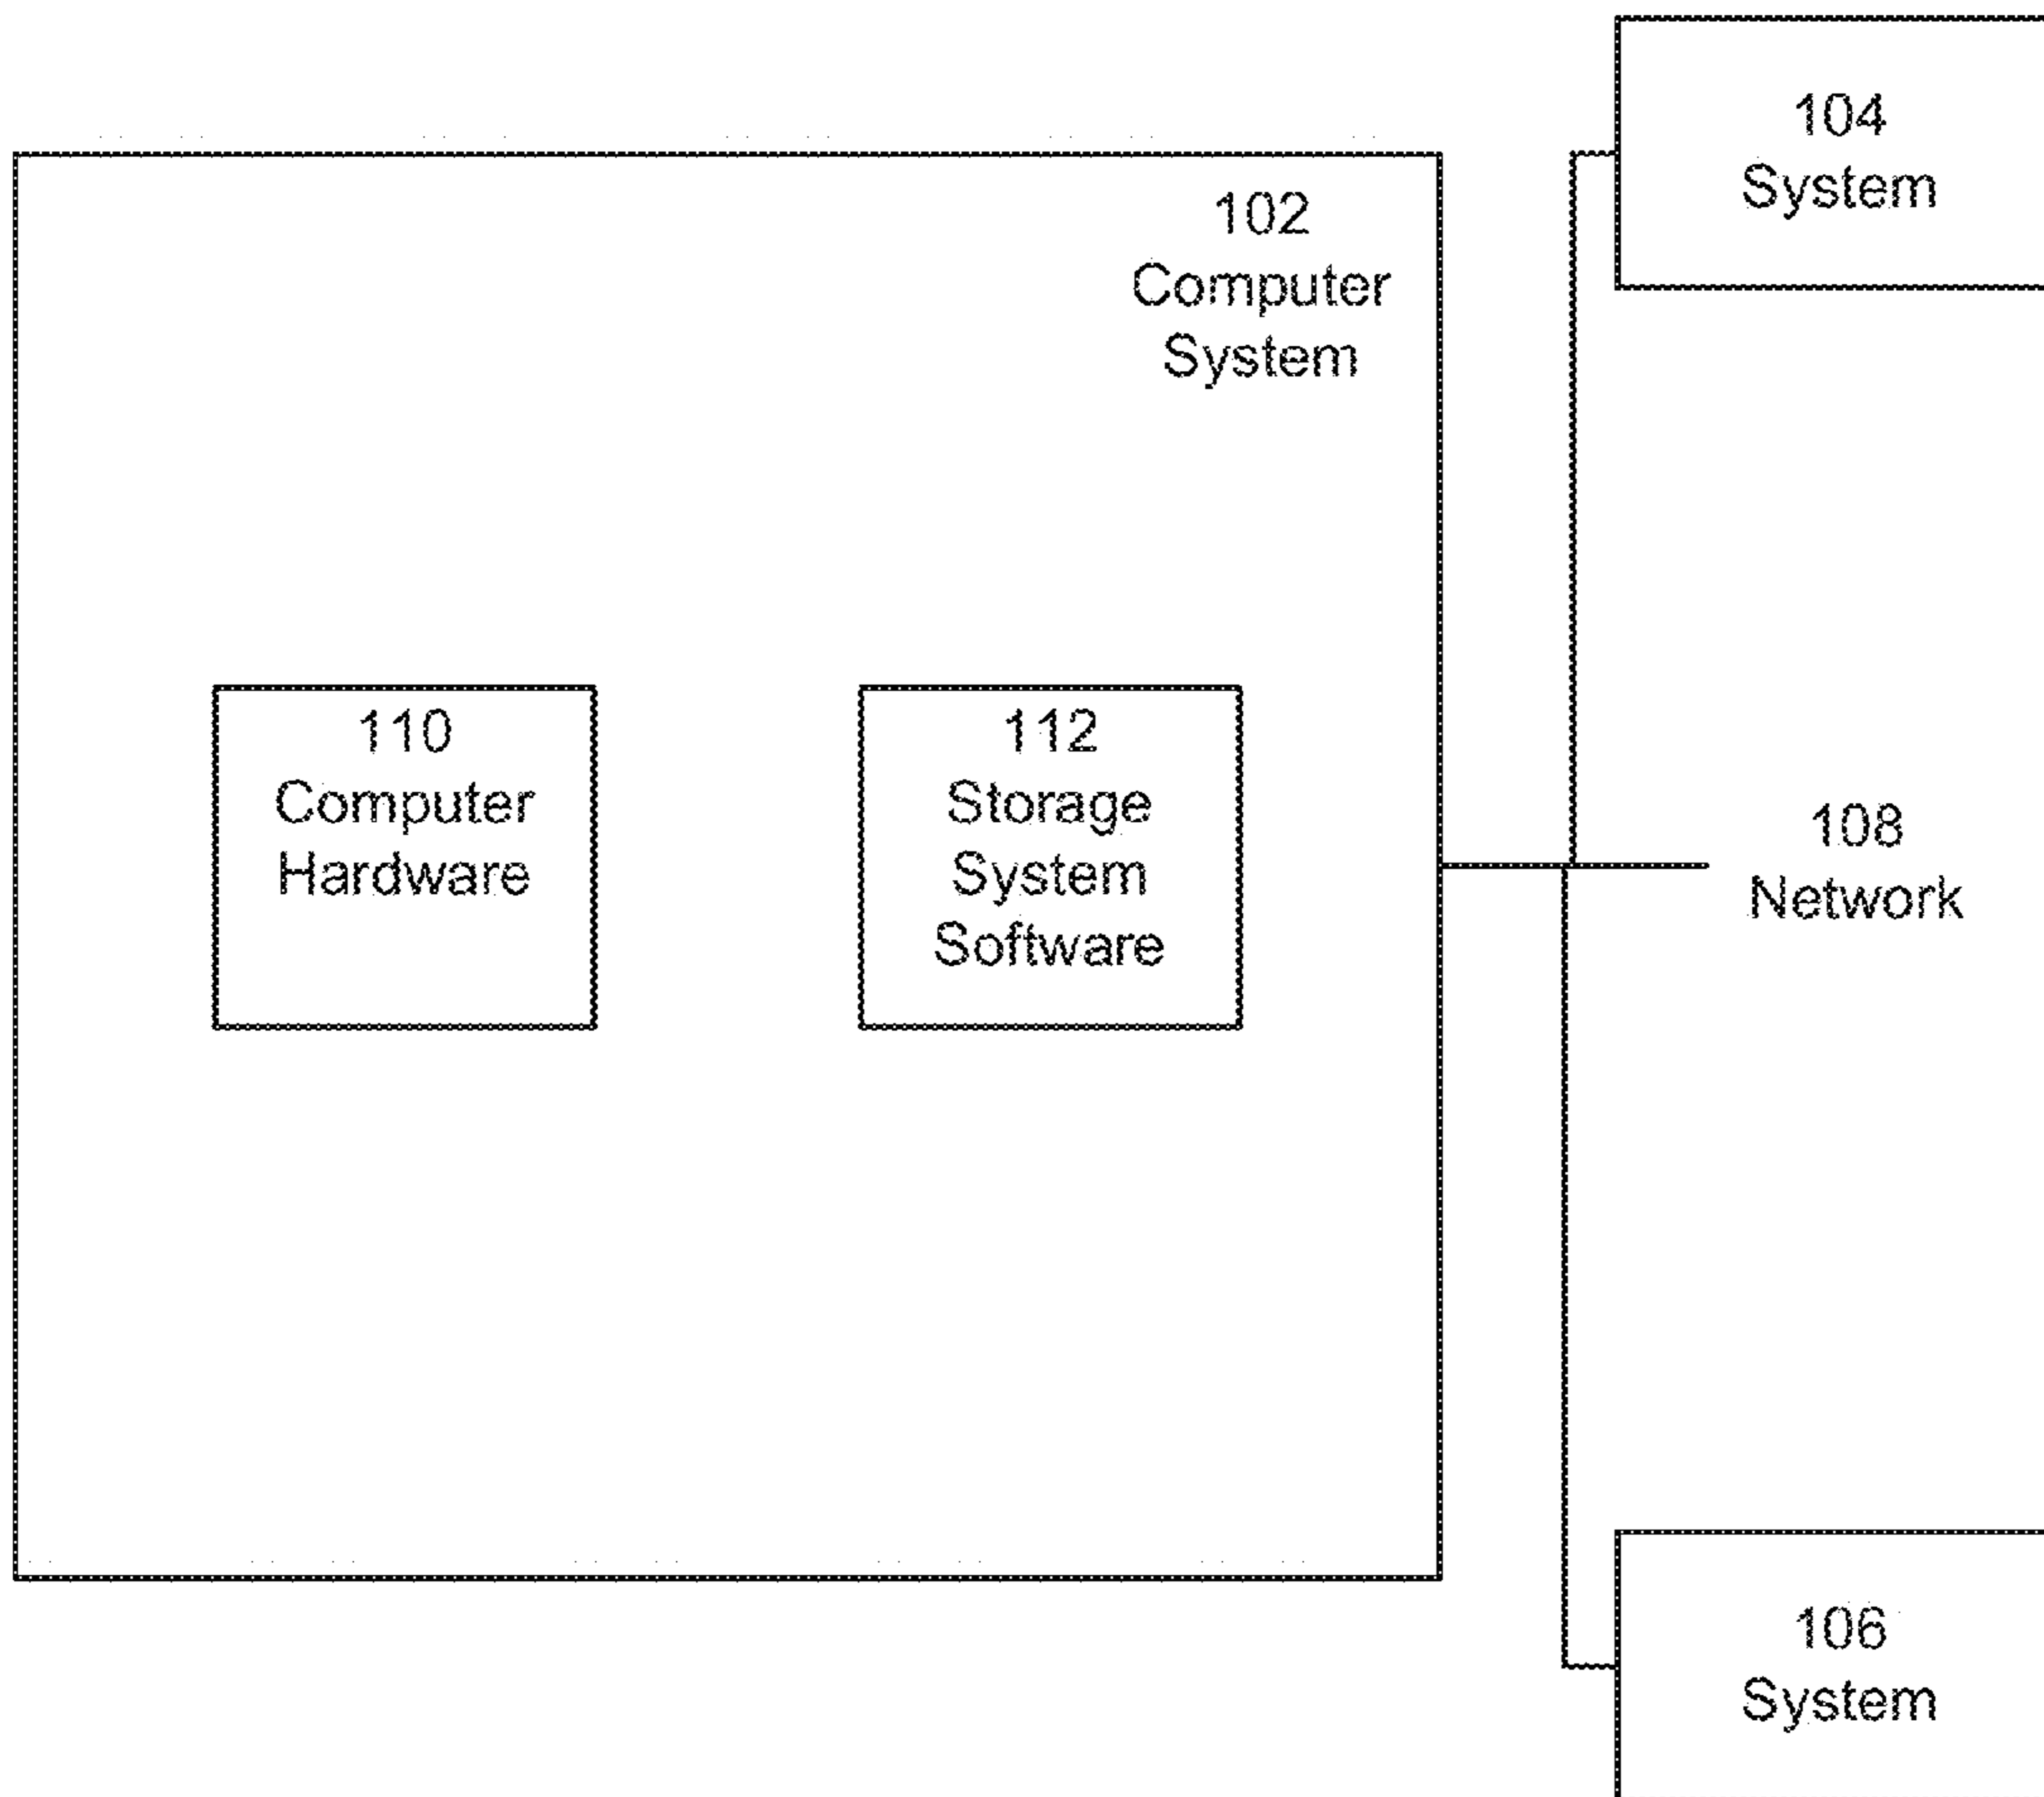 104
System
102
Computer
System
110
Computer
Hardware
112
Storage
System
Software
108
Network
106
System